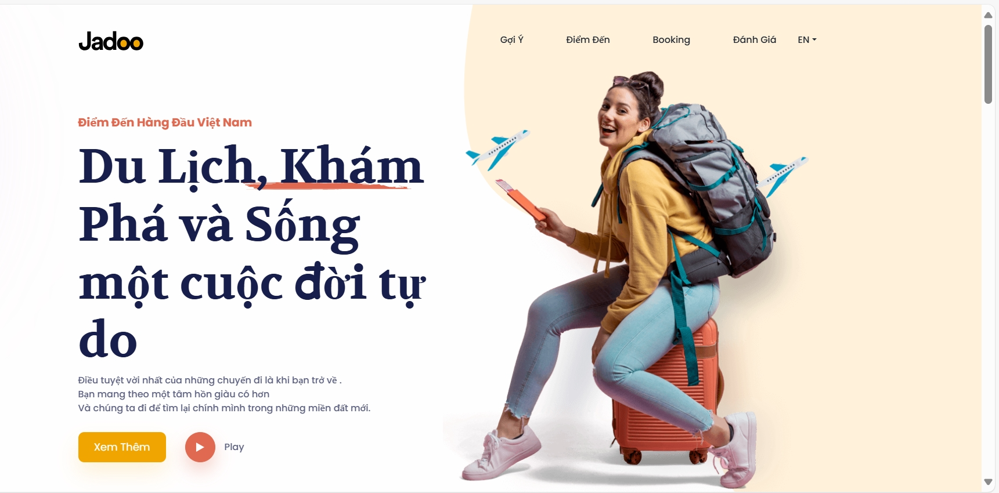 Jadoo
Gợi Ý
Điểm Đến
Booking
Đánh Giá
EN
Điểm Đến Hàng Đầu Việt Nam
Du Lịch, Khám
Phá và Sống
một cuộc đời tự
do
Điều tuyệt vời nhất của những chuyến đi là khi bạn trở về .
Bạn mang theo một tâm hồn giàu có hơn
Và chúng ta đi để tìm lại chính mình trong những miền đất mới.
Xem Thêm
Play